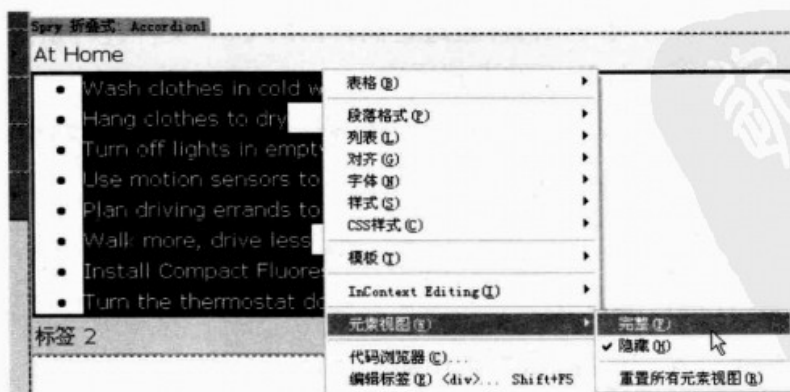 Spry 折叠式: Accordion1
At Home
• Wash clothes in cold w
• Hang clothes to dry
• Turn off lights in empty
• Use motion sensors to
• Plan driving errands to
• Walk more, drive less
• Install Compact Fluores
• Turn the thermostat do
标签 2
表格(B)
段落格式(P)
列表(L)
对齐(G)
字体(N)
样式(S)
CSS样式(C)
模板(T)
InContext Editing(I)
元素视图(W)
代码浏览器(C)...
编辑标签(E) <div>... Shift+F5
完整(F)
✓ 隐藏(H)
重置所有元素视图(R)